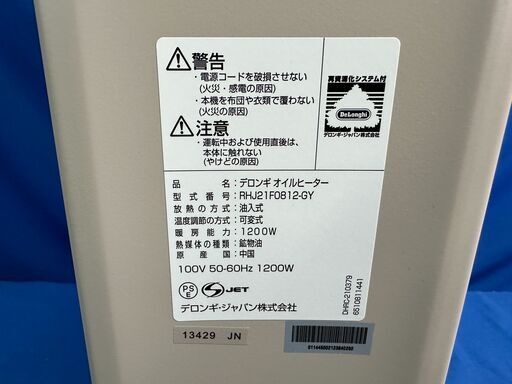 警告
・電源コードを破損させない
(火災・感電の原因)
・本機を布団や衣類で覆わない
(火災の原因)
注意
・運転中および使用直後は、
本体に触れない
(やけどの原因)
再資源化システム付
DeLonghi
デロンギ・ジャパン株式会社
品 名：デロンギ オイルヒーター
型式番号：RHJ21F0812-GY
放熱の方式：油入式
温度調節の方式：可変式
暖房能力：1200W
熱媒体の種類：鉱物油
原産国：中国
100V 50-60Hz 1200W
PS
E
JET
デロンギ・ジャパン株式会社
DHRC-210379
6510811441
13429 JN